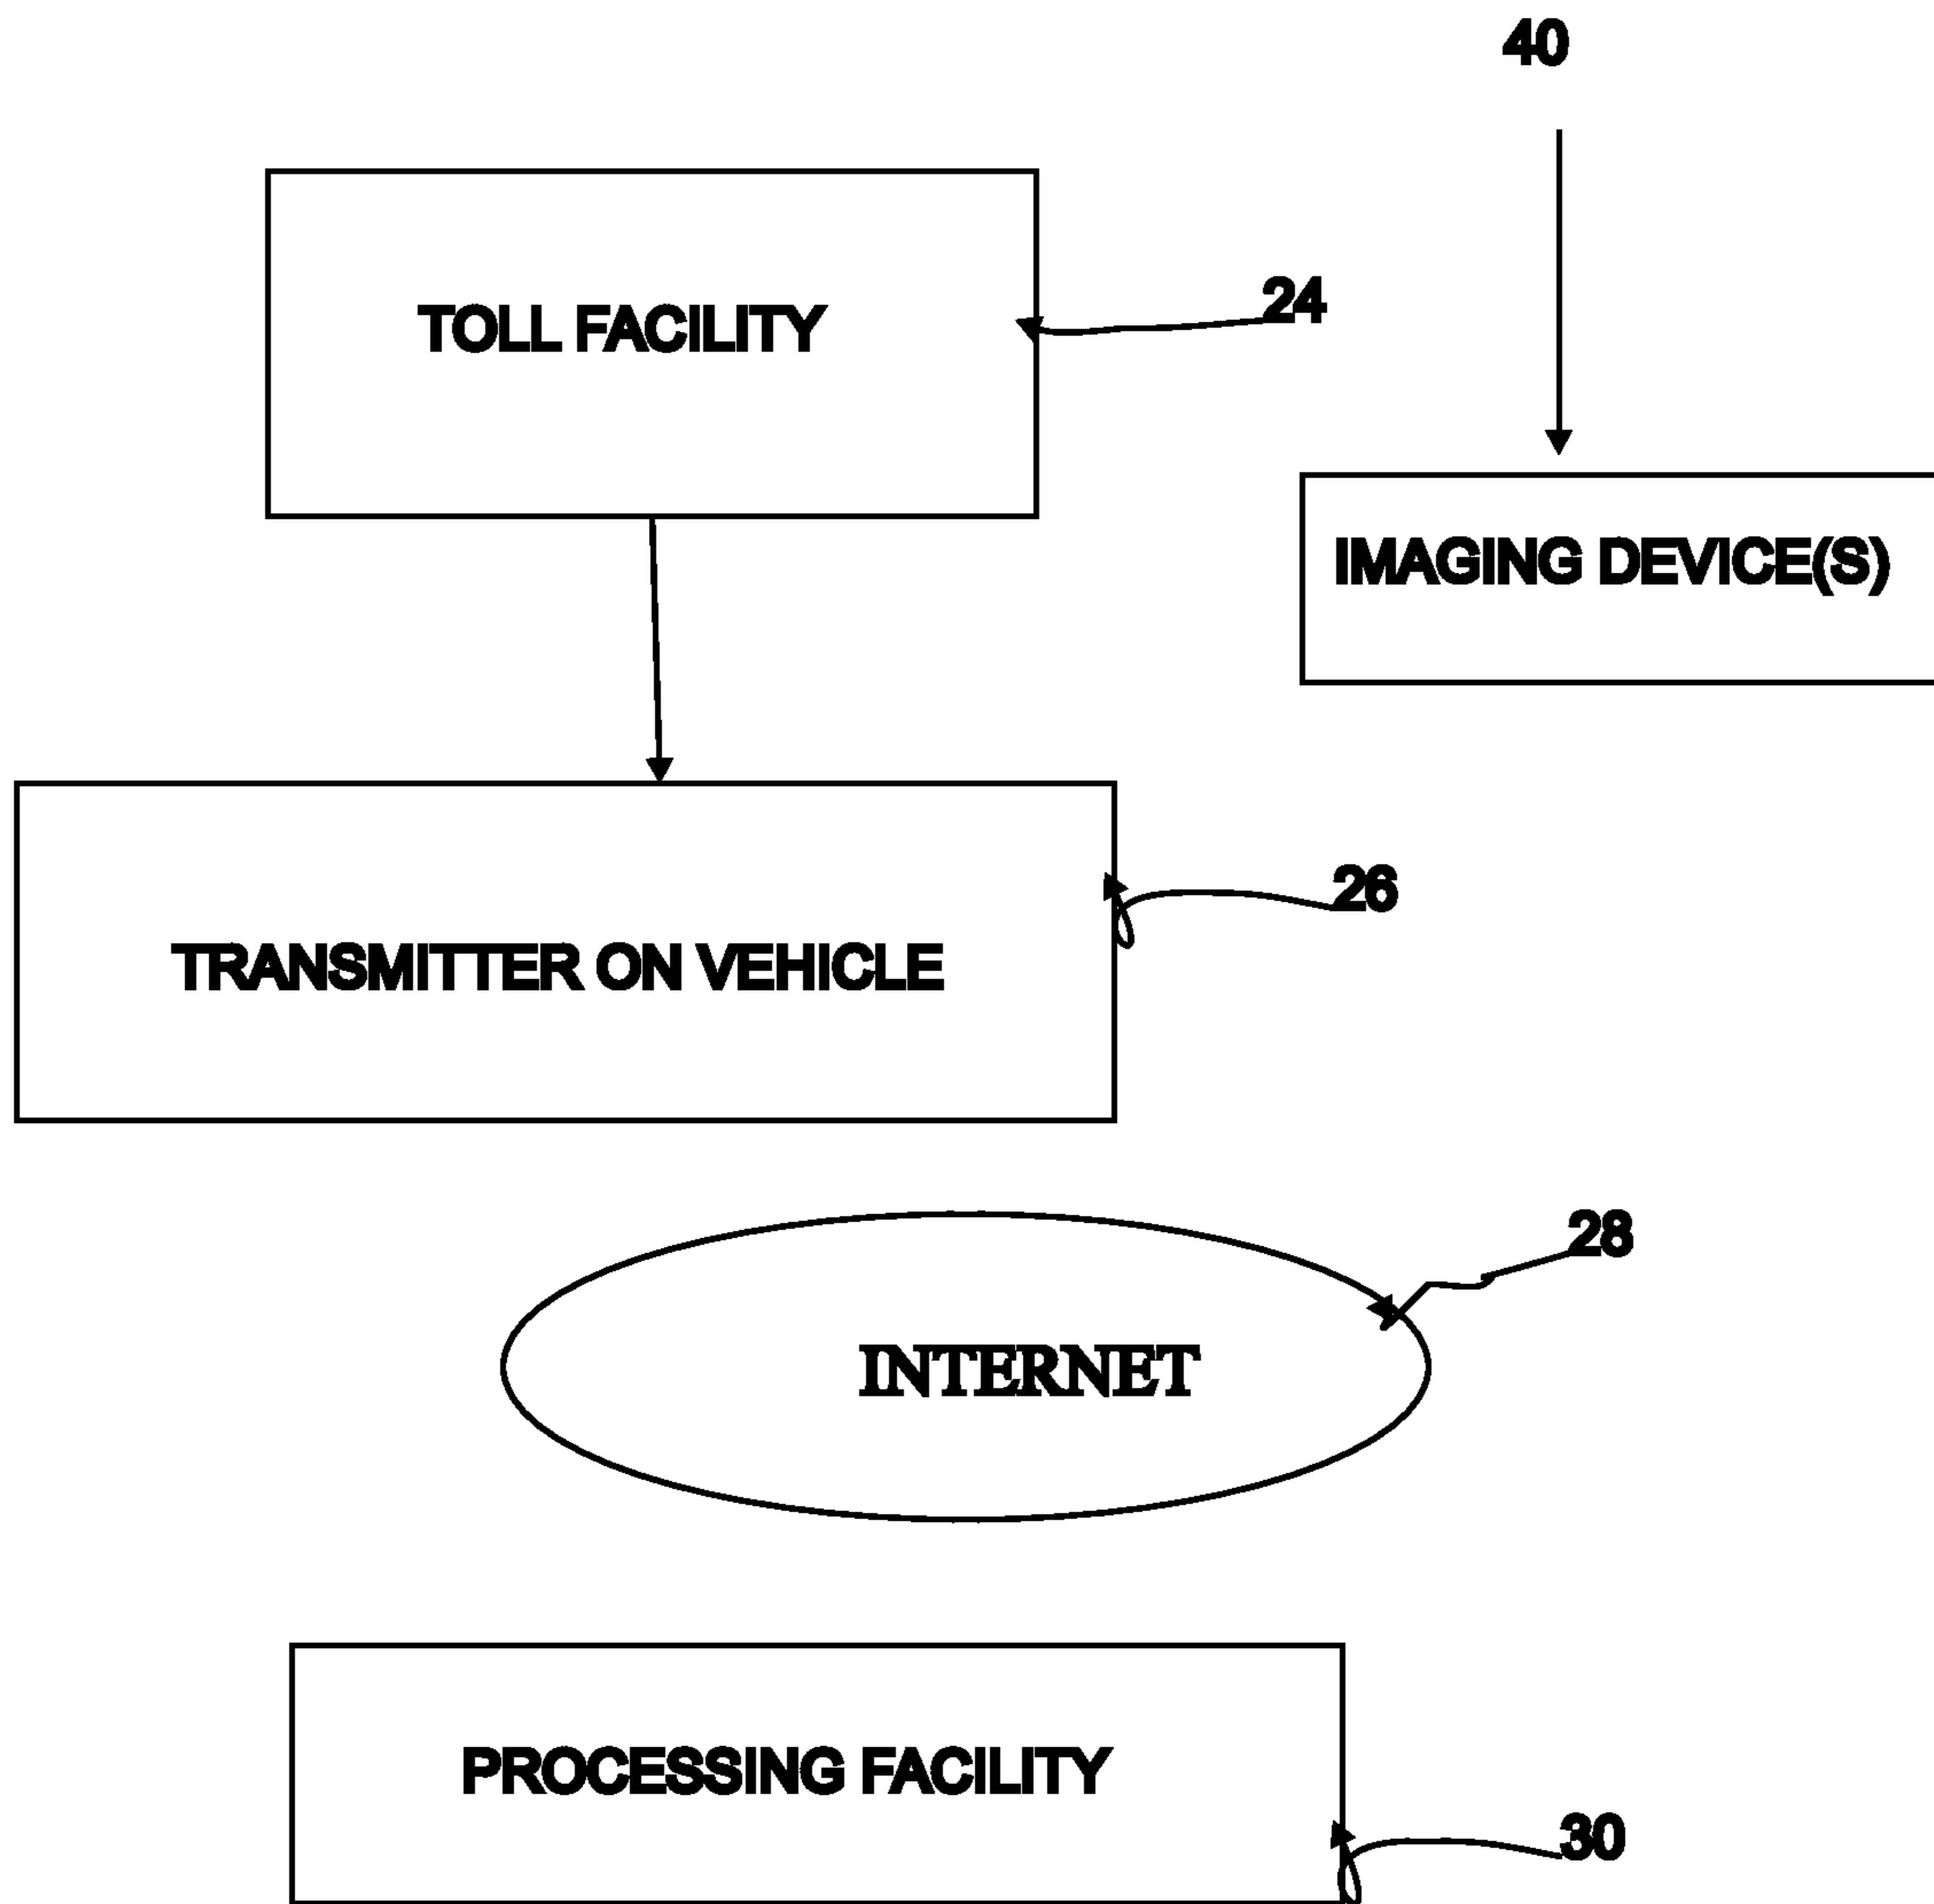 40
TOLL FACILITY
24
IMAGING DEVICE(S)
26
TRANSMITTER ON VEHICLE
28
INTERNET
PROCESSING FACILITY
30